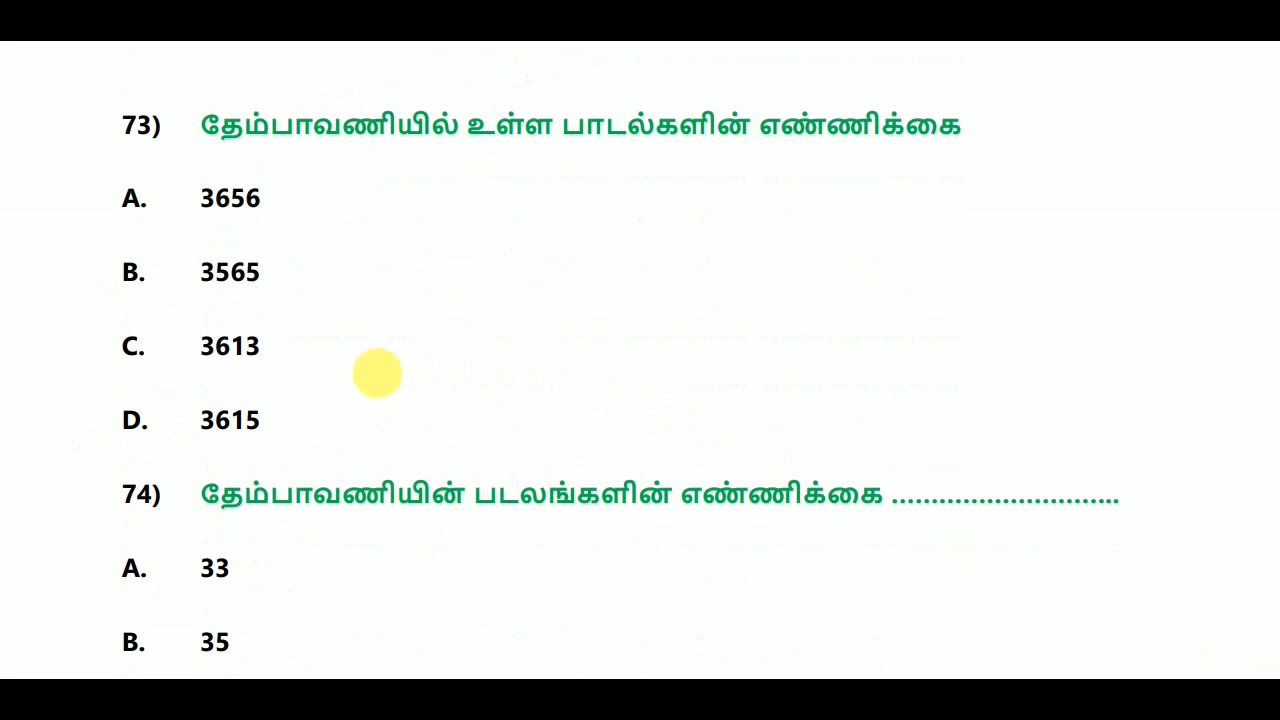 73) தேம்பாவணியில் உள்ள பாடல்களின் எண்ணிக்கை
A. 3656
B. 3565
C. 3613
D. 3615
74) தேம்பாவணியின் படலங்களின் எண்ணிக்கை .............................
A. 33
B. 35